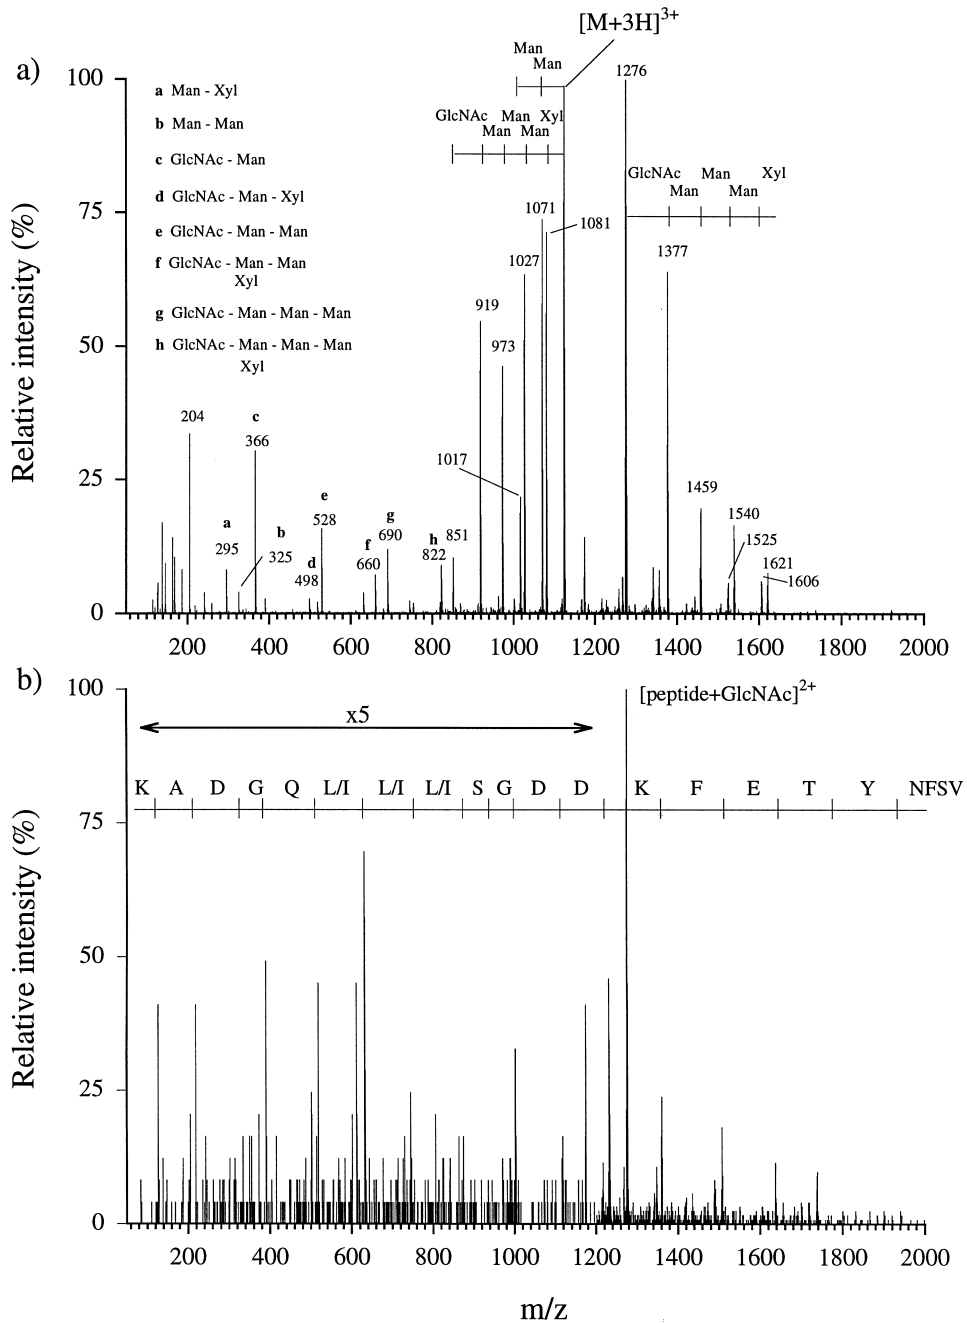 a)
[M+3H]3+
Man
Man
1276
100
a Man - Xyl
b Man - Man
c GlcNAc - Man
d GlcNAc - Man - Xyl
e GlcNAc - Man - Man
f GlcNAc - Man - Man
Xyl
g GlcNAc - Man - Man - Man
h GlcNAc - Man - Man - Man
Xyl
GlcNAc Man Xyl
Man Man
GlcNAc Man Xyl
Man Man
75
1071
1081
1027
1377
919
50
973
204
c
366
1017
25
e
528
g
690
a
295
b
325
d
498
f
660
h
822
851
1459
1540
1525
1621
1606
0
200 400 600 800 1000 1200 1400 1600 1800 2000
Relative intensity (%)
b)
100
[peptide+GlcNAc]2+
x5
K A D G Q L/I L/I L/I S G D D K F E T Y NFSV
75
50
25
0
200 400 600 800 1000 1200 1400 1600 1800 2000
Relative intensity (%)
m/z